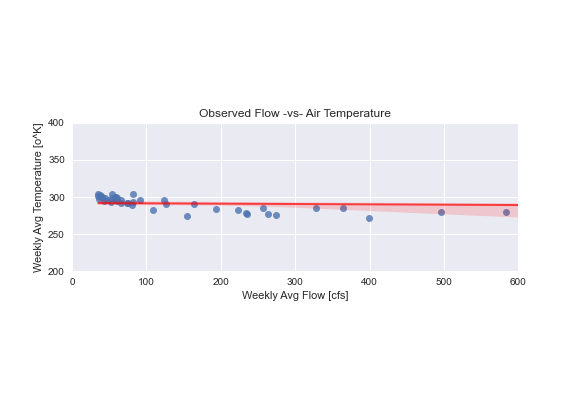 Observed Flow -vs- Air Temperature
Weekly Avg Temperature [o^K]
400
350
300
250
200
0 100 200 300 400 500 600
Weekly Avg Flow [cfs]